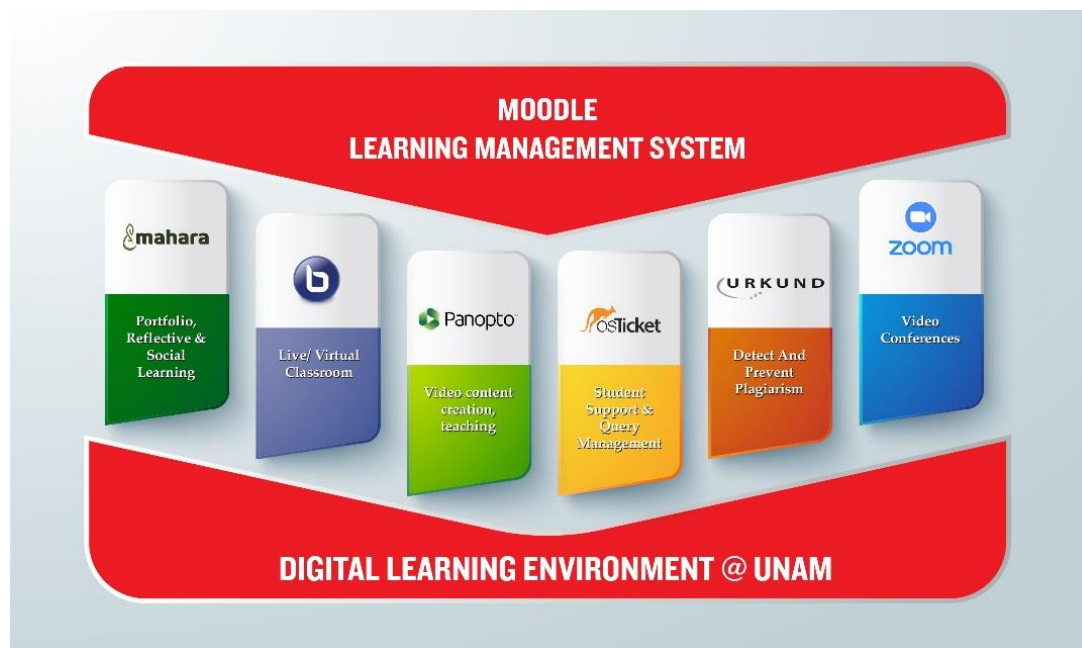 MOODLE
LEARNING MANAGEMENT SYSTEM
mahara
Portfolio,
Reflective &
Social
Learning
b
Live/ Virtual
Classroom
Panopto
Video content
creation,
teaching
osTicket
Student
Support &
Query
Management
URKUND
Detect And
Prevent
Plagiarism
zoom
Video
Conferences
DIGITAL LEARNING ENVIRONMENT @ UNAM